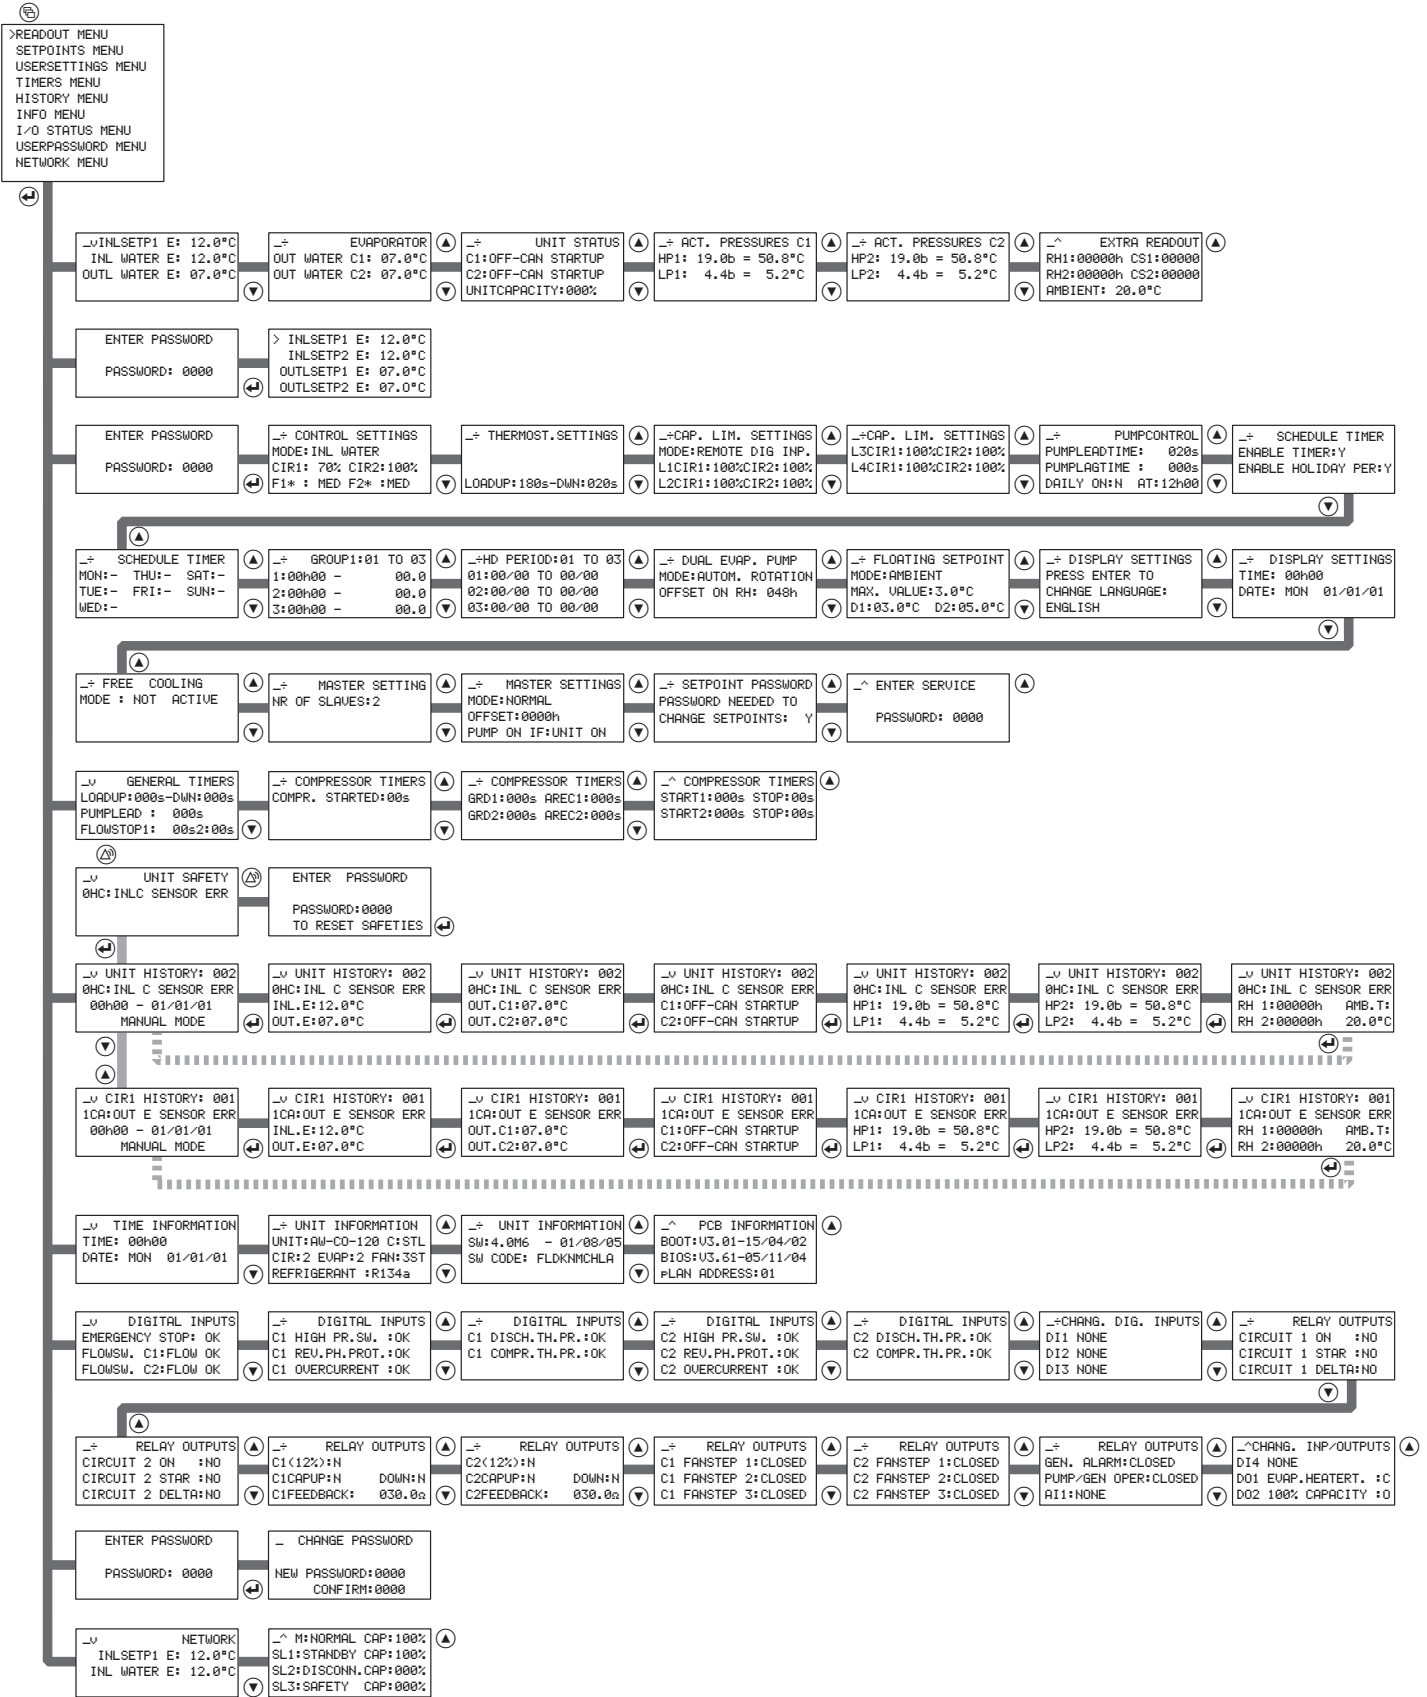 >READOUT MENU
SETPOINTS MENU
USERSETTINGS MENU
TIMERS MENU
HISTORY MENU
INFO MENU
I/O STATUS MENU
USERPASSWORD MENU
NETWORK MENU
_vINLSETP1 E: 12.0°C
INL WATER E: 12.0°C
OUTL WATER E: 07.0°C
_÷ EVAPORATOR
OUT WATER C1: 07.0°C
OUT WATER C2: 07.0°C
_÷ UNIT STATUS
C1:OFF-CAN STARTUP
C2:OFF-CAN STARTUP
UNITCAPACITY:000%
_÷ ACT. PRESSURES C1
HP1: 19.0b = 50.8°C
LP1: 4.4b = 5.2°C
_÷ ACT. PRESSURES C2
HP2: 19.0b = 50.8°C
LP2: 4.4b = 5.2°C
_^ EXTRA READOUT
RH1:00000h CS1:00000
RH2:00000h CS2:00000
AMBIENT: 20.0°C
ENTER PASSWORD
PASSWORD: 0000
> INLSETP1 E: 12.0°C
INLSETP2 E: 12.0°C
OUTLSETP1 E: 07.0°C
OUTLSETP2 E: 07.0°C
ENTER PASSWORD
PASSWORD: 0000
_÷ CONTROL SETTINGS
MODE:INL WATER
CIR1: 70% CIR2:100%
F1* : MED F2* :MED
_÷ THERMOST.SETTINGS
LOADUP:180s-DWN:020s
_÷CAP. LIM. SETTINGS
MODE:REMOTE DIG INP.
L1CIR1:100%CIR2:100%
L2CIR1:100%CIR2:100%
_÷CAP. LIM. SETTINGS
L3CIR1:100%CIR2:100%
L4CIR1:100%CIR2:100%
_÷ PUMPCONTROL
PUMPLEADTIME: 020s
PUMPLAGTIME : 000s
DAILY ON:N AT:12h00
_÷ SCHEDULE TIMER
ENABLE TIMER:Y
ENABLE HOLIDAY PER:Y
_÷ SCHEDULE TIMER
MON:- THU:- SAT:-
TUE:- FRI:- SUN:-
WED:-
_÷ GROUP1:01 TO 03
1:00h00 - 00.0
2:00h00 - 00.0
3:00h00 - 00.0
_÷HD PERIOD:01 TO 03
01:00/00 TO 00/00
02:00/00 TO 00/00
03:00/00 TO 00/00
_÷ DUAL EVAP. PUMP
MODE:AUTOM. ROTATION
OFFSET ON RH: 048h
_÷ FLOATING SETPOINT
MODE:AMBIENT
MAX. VALUE:3.0°C
D1:03.0°C D2:05.0°C
_÷ DISPLAY SETTINGS
PRESS ENTER TO
CHANGE LANGUAGE:
ENGLISH
_÷ DISPLAY SETTINGS
TIME: 00h00
DATE: MON 01/01/01
_÷ FREE COOLING
MODE : NOT ACTIVE
_÷ MASTER SETTING
NR OF SLAVES:2
_÷ MASTER SETTINGS
MODE:NORMAL
OFFSET:0000h
PUMP ON IF:UNIT ON
_÷ SETPOINT PASSWORD
PASSWORD NEEDED TO
CHANGE SETPOINTS: Y
_^ ENTER SERVICE
PASSWORD: 0000
_v GENERAL TIMERS
LOADUP:000s-DWN:000s
PUMPLEAD : 000s
FLOWSTOP1: 00s2:00s
_÷ COMPRESSOR TIMERS
COMPR. STARTED:00s
_÷ COMPRESSOR TIMERS
GRD1:000s AREC1:000s
GRD2:000s AREC2:000s
_^ COMPRESSOR TIMERS
START1:000s STOP:00s
START2:000s STOP:00s
_v UNIT SAFETY
0HC:INLC SENSOR ERR
ENTER PASSWORD
PASSWORD:0000
TO RESET SAFETIES
_v UNIT HISTORY: 002
0HC:INL C SENSOR ERR
00h00 - 01/01/01
MANUAL MODE
_v UNIT HISTORY: 002
0HC:INL C SENSOR ERR
INL.E:12.0°C
OUT.E:07.0°C
_v UNIT HISTORY: 002
0HC:INL C SENSOR ERR
OUT.C1:07.0°C
OUT.C2:07.0°C
_v UNIT HISTORY: 002
0HC:INL C SENSOR ERR
C1:OFF-CAN STARTUP
C2:OFF-CAN STARTUP
_v UNIT HISTORY: 002
0HC:INL C SENSOR ERR
HP1: 19.0b = 50.8°C
LP1: 4.4b = 5.2°C
_v UNIT HISTORY: 002
0HC:INL C SENSOR ERR
HP2: 19.0b = 50.8°C
LP2: 4.4b = 5.2°C
_v UNIT HISTORY: 002
0HC:INL C SENSOR ERR
RH 1:00000h AMB.T:
RH 2:00000h 20.0°C
_v CIR1 HISTORY: 001
1CA:OUT E SENSOR ERR
00h00 - 01/01/01
MANUAL MODE
_v CIR1 HISTORY: 001
1CA:OUT E SENSOR ERR
INL.E:12.0°C
OUT.E:07.0°C
_v CIR1 HISTORY: 001
1CA:OUT E SENSOR ERR
OUT.C1:07.0°C
OUT.C2:07.0°C
_v CIR1 HISTORY: 001
1CA:OUT E SENSOR ERR
C1:OFF-CAN STARTUP
C2:OFF-CAN STARTUP
_v CIR1 HISTORY: 001
1CA:OUT E SENSOR ERR
HP1: 19.0b = 50.8°C
LP1: 4.4b = 5.2°C
_v CIR1 HISTORY: 001
1CA:OUT E SENSOR ERR
HP2: 19.0b = 50.8°C
LP2: 4.4b = 5.2°C
_v CIR1 HISTORY: 001
1CA:OUT E SENSOR ERR
RH 1:00000h AMB.T:
RH 2:00000h 20.0°C
_v TIME INFORMATION
TIME: 00h00
DATE: MON 01/01/01
_÷ UNIT INFORMATION
UNIT:AW-CO-120 C:STL
CIR:2 EVAP:2 FAN:3ST
REFRIGERANT :R134a
_÷ UNIT INFORMATION
SW:4.0M6 - 01/08/05
SW CODE: FLDKNMCHLA
_^ PCB INFORMATION
BOOT:V3.01-15/04/02
BIOS:V3.61-05/11/04
pLAN ADDRESS:01
_v DIGITAL INPUTS
EMERGENCY STOP: OK
FLOWSW. C1:FLOW OK
FLOWSW. C2:FLOW OK
_÷ DIGITAL INPUTS
C1 HIGH PR.SW. :OK
C1 REV.PH.PROT.:OK
C1 OVERCURRENT :OK
_÷ DIGITAL INPUTS
C1 DISCH.TH.PR.:OK
C1 COMPR.TH.PR.:OK
_÷ DIGITAL INPUTS
C2 HIGH PR.SW. :OK
C2 REV.PH.PROT.:OK
C2 OVERCURRENT :OK
_÷ DIGITAL INPUTS
C2 DISCH.TH.PR.:OK
C2 COMPR.TH.PR.:OK
_÷CHANG. DIG. INPUTS
DI1 NONE
DI2 NONE
DI3 NONE
_÷ RELAY OUTPUTS
CIRCUIT 1 ON :NO
CIRCUIT 1 STAR :NO
CIRCUIT 1 DELTA:NO
_÷ RELAY OUTPUTS
CIRCUIT 2 ON :NO
CIRCUIT 2 STAR :NO
CIRCUIT 2 DELTA:NO
_÷ RELAY OUTPUTS
C1(12%):N
C1CAPUP:N DOWN:N
C1FEEDBACK: 030.0Ω
_÷ RELAY OUTPUTS
C2(12%):N
C2CAPUP:N DOWN:N
C2FEEDBACK: 030.0Ω
_÷ RELAY OUTPUTS
C1 FANSTEP 1:CLOSED
C1 FANSTEP 2:CLOSED
C1 FANSTEP 3:CLOSED
_÷ RELAY OUTPUTS
C2 FANSTEP 1:CLOSED
C2 FANSTEP 2:CLOSED
C2 FANSTEP 3:CLOSED
_÷ RELAY OUTPUTS
GEN. ALARM:CLOSED
PUMP/GEN OPER:CLOSED
AI1:NONE
_^CHANG. INP/OUTPUTS
DI4 NONE
DO1 EVAP.HEATERT. :C
DO2 100% CAPACITY :O
ENTER PASSWORD
PASSWORD: 0000
_ CHANGE PASSWORD
NEW PASSWORD:0000
CONFIRM:0000
_v NETWORK
INLSETP1 E: 12.0°C
INL WATER E: 12.0°C
_^ M:NORMAL CAP:100%
SL1:STANDBY CAP:100%
SL2:DISCONN.CAP:000%
SL3:SAFETY CAP:000%